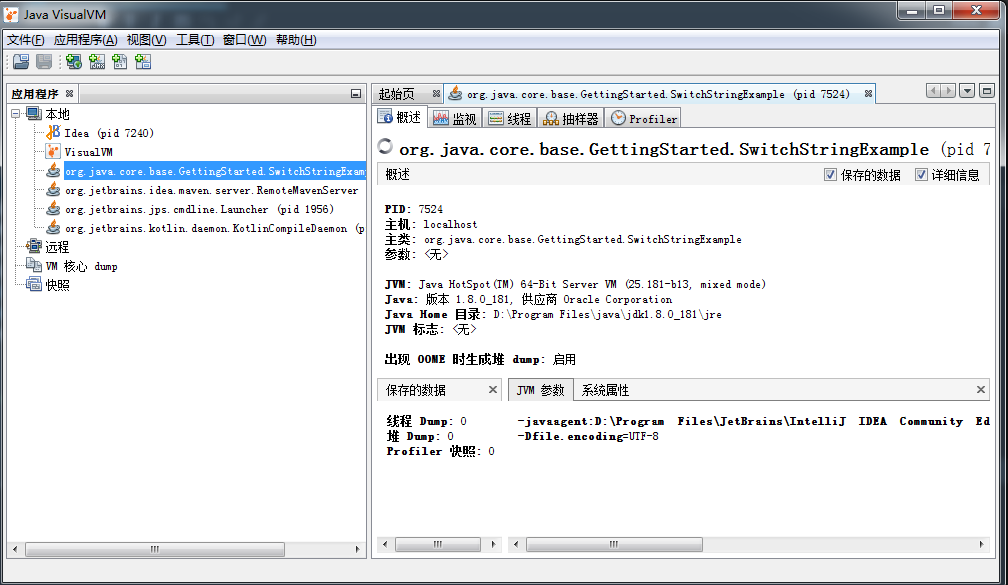 Java VisualVM
文件(F) 应用程序(A) 视图(V) 工具(T) 窗口(W) 帮助(H)
应用程序
本地
Idea (pid 7240)
VisualVM
org.java.core.base.GettingStarted.SwitchStringExam
org.jetbrains.idea.maven.server.RemoteMavenServer
org.jetbrains.jps.cmdline.Launcher (pid 1956)
org.jetbrains.kotlin.daemon.KotlinCompileDaemon (p
远程
VM 核心 dump
快照
起始页 org.java.core.base.GettingStarted.SwitchStringExample (pid 7524)
概述 监视 线程 抽样器 Profiler
org.java.core.base.GettingStarted.SwitchStringExample (pid 7
概述 保存的数据 详细信息
PID: 7524
主机: localhost
主类: org.java.core.base.GettingStarted.SwitchStringExample
参数: <无>
JVM: Java HotSpot(TM) 64-Bit Server VM (25.181-b13, mixed mode)
Java: 版本 1.8.0_181, 供应商 Oracle Corporation
Java Home 目录: D:\Program Files\java\jdk1.8.0_181\jre
JVM 标志: <无>
出现 OOME 时生成堆 dump: 启用
保存的数据 JVM 参数 系统属性
线程 Dump: 0
堆 Dump: 0
Profiler 快照: 0
-javaagent:D:\Program Files\JetBrains\IntelliJ IDEA Community Ed
-Dfile.encoding=UTF-8